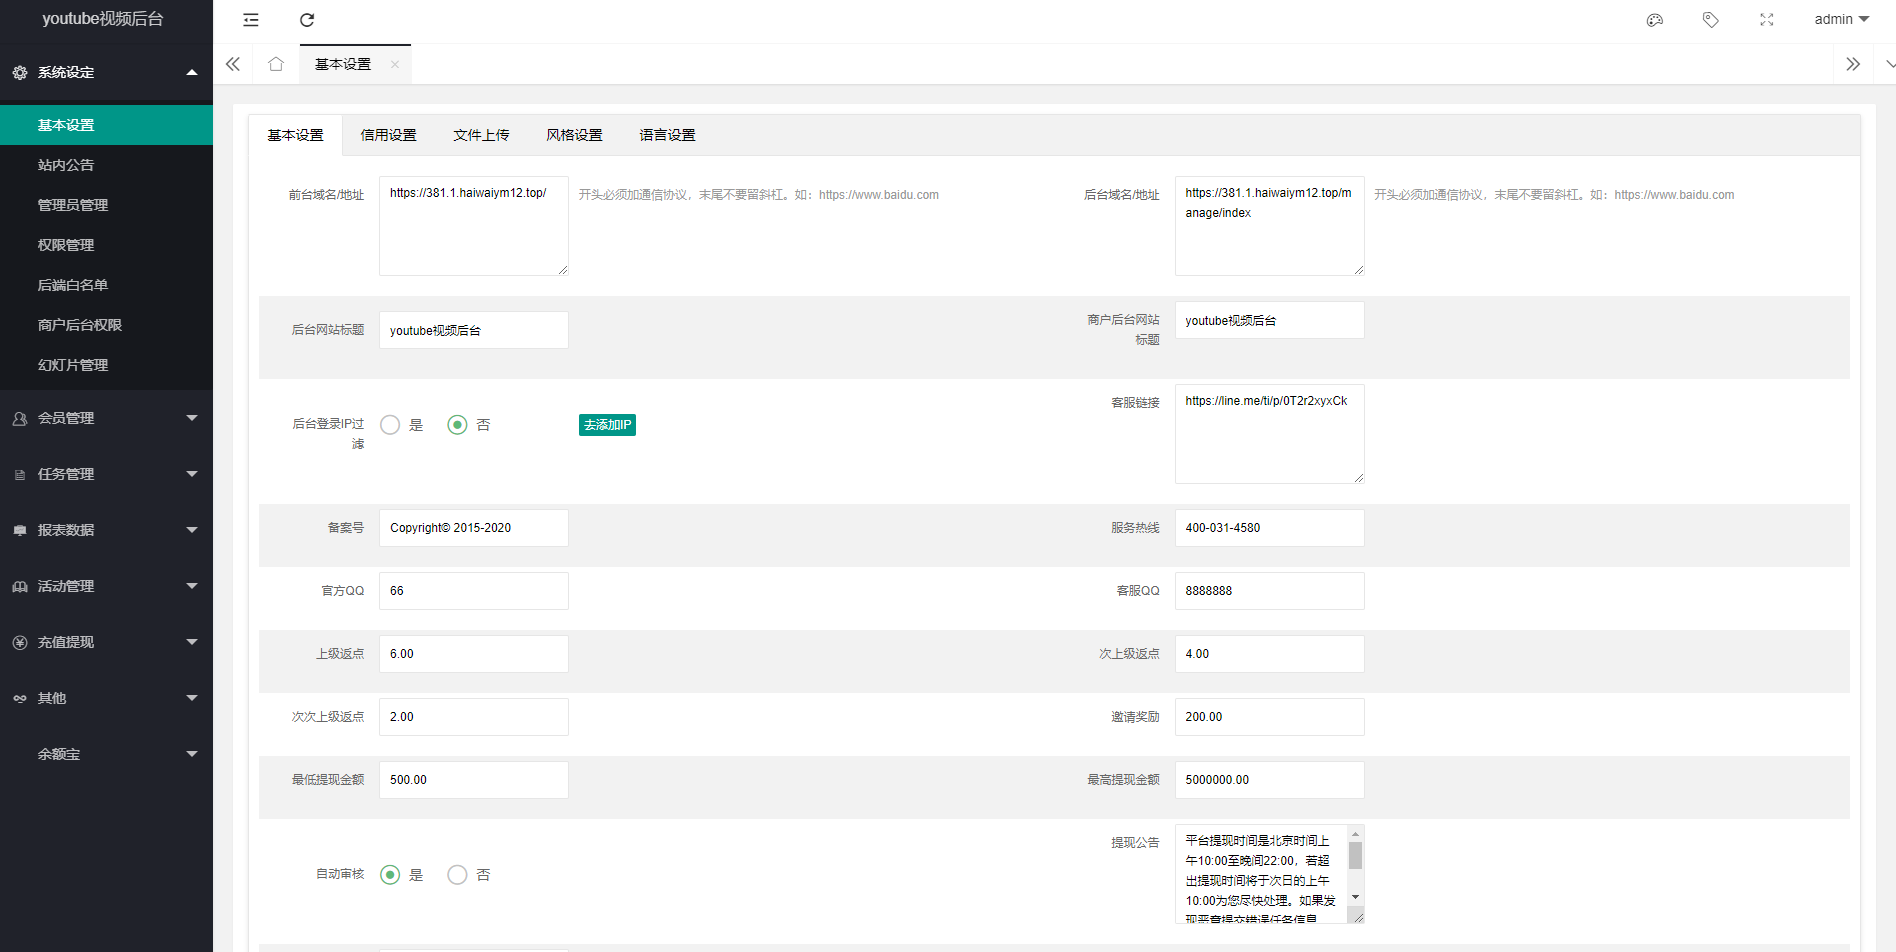 youtube视频后台
admin
系统设定
基本设置
基本设置
站内公告
管理员管理
权限管理
后端白名单
商户后台权限
幻灯片管理
会员管理
任务管理
报表数据
活动管理
充值提现
其他
余额宝
基本设置 信用设置 文件上传 风格设置 语言设置
前台域名/地址 https://381.1.haiwaiym12.top/ 开头必须加通信协议，末尾不要留斜杠。如：https://www.baidu.com
后台域名/地址 https://381.1.haiwaiym12.top/m
anage/index
开头必须加通信协议，末尾不要留斜杠。如：https://www.baidu.com
后台网站标题 youtube视频后台
商户后台网站
标题
youtube视频后台
后台登录IP过
滤
是 否 去添加IP
客服链接 https://line.me/ti/p/0T2r2xyxCk
备案号 Copyright© 2015-2020
服务热线 400-031-4580
官方QQ 66
客服QQ 8888888
上级返点 6.00
次上级返点 4.00
次次上级返点 2.00
邀请奖励 200.00
最低提现金额 500.00
最高提现金额 5000000.00
自动审核 是 否
提现公告 平台提现时间是北京时间上
午10:00至晚间22:00，若超
出提现时间将于次日的上午
10:00为您尽快处理。如果发
现恶意提交错误任务信息